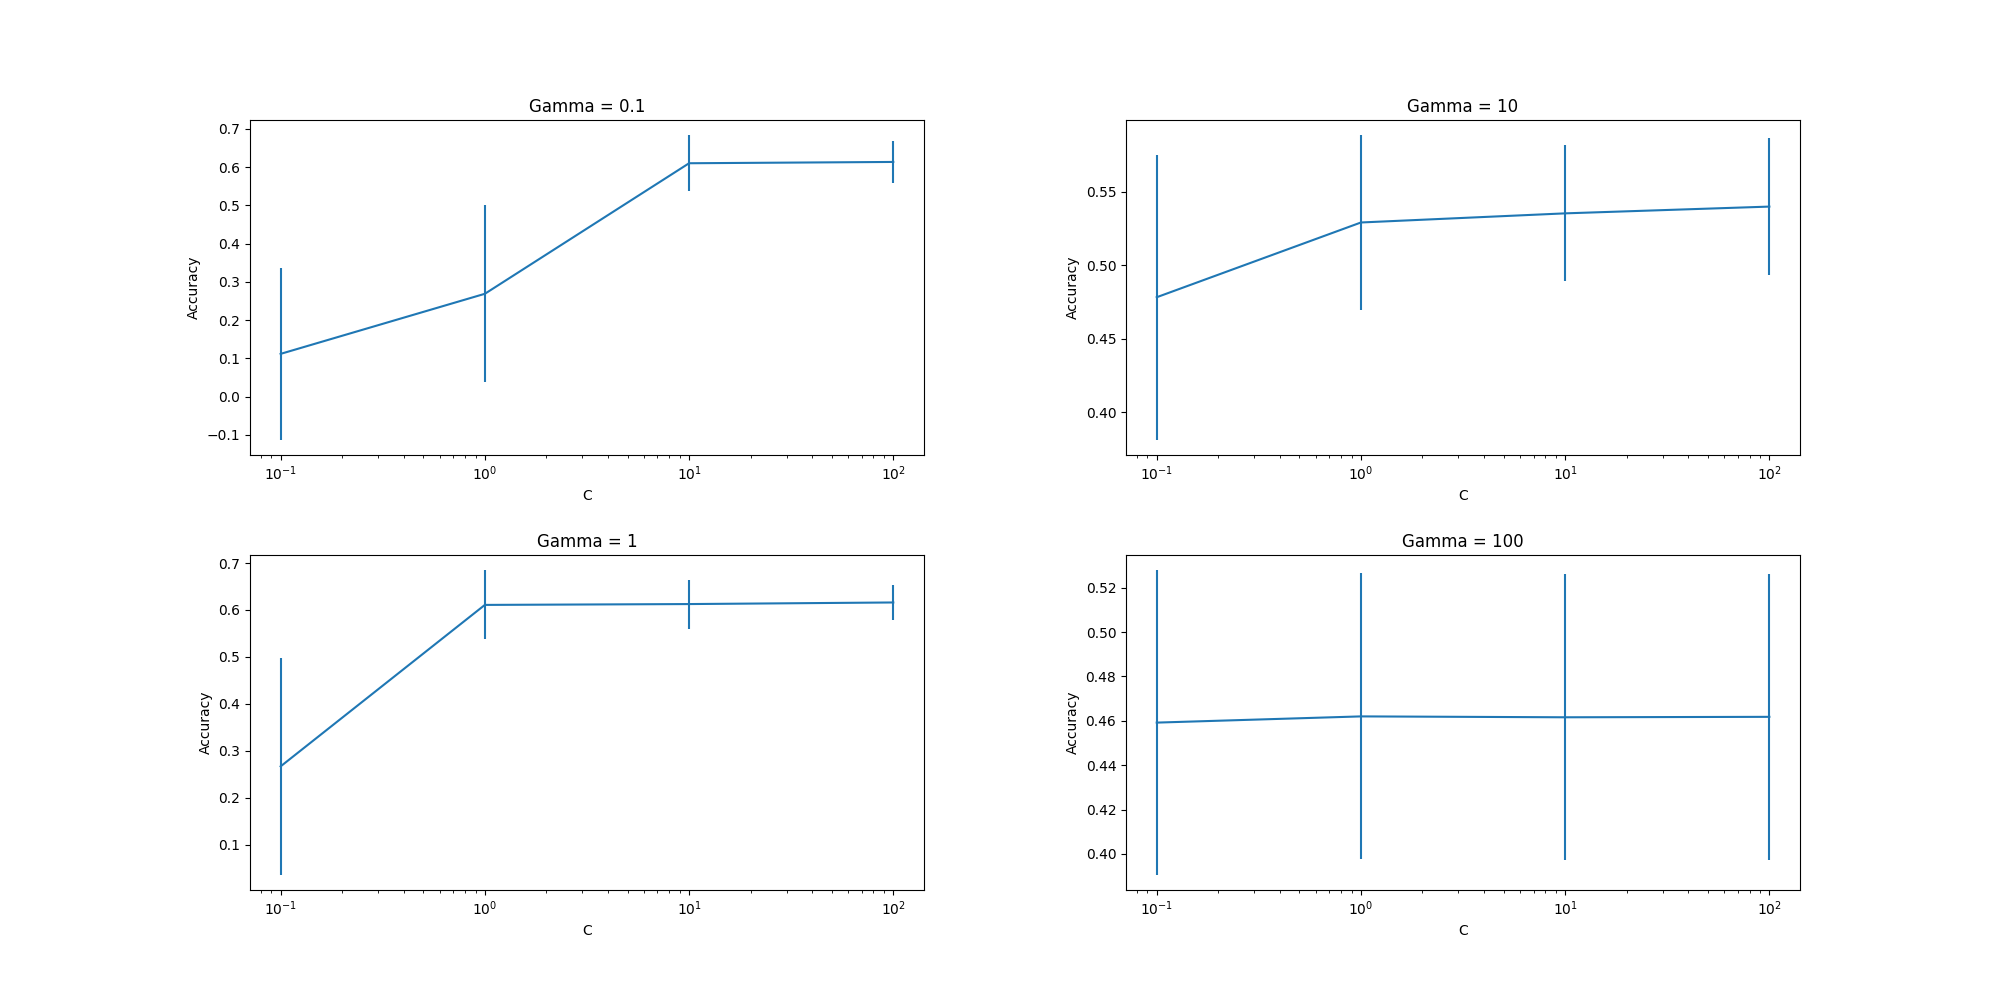 Gamma = 0.1
0.7
0.6
0.5
0.4
0.3
0.2
0.1
0.0
−0.1
Accuracy
10⁻¹ 10⁰ 10¹ 10²
C
Gamma = 10
0.55
0.50
0.45
0.40
Accuracy
10⁻¹ 10⁰ 10¹ 10²
C
Gamma = 1
0.7
0.6
0.5
0.4
0.3
0.2
0.1
Accuracy
10⁻¹ 10⁰ 10¹ 10²
C
Gamma = 100
0.52
0.50
0.48
0.46
0.44
0.42
0.40
Accuracy
10⁻¹ 10⁰ 10¹ 10²
C